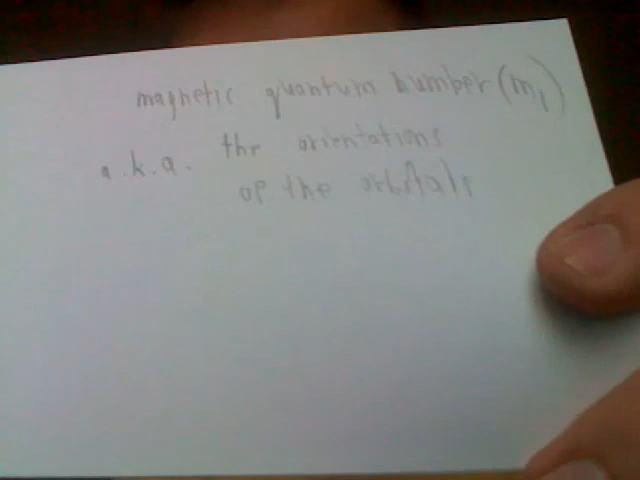 magnetic quantum number (ml)
a.k.a. the orientations
of the orbitals